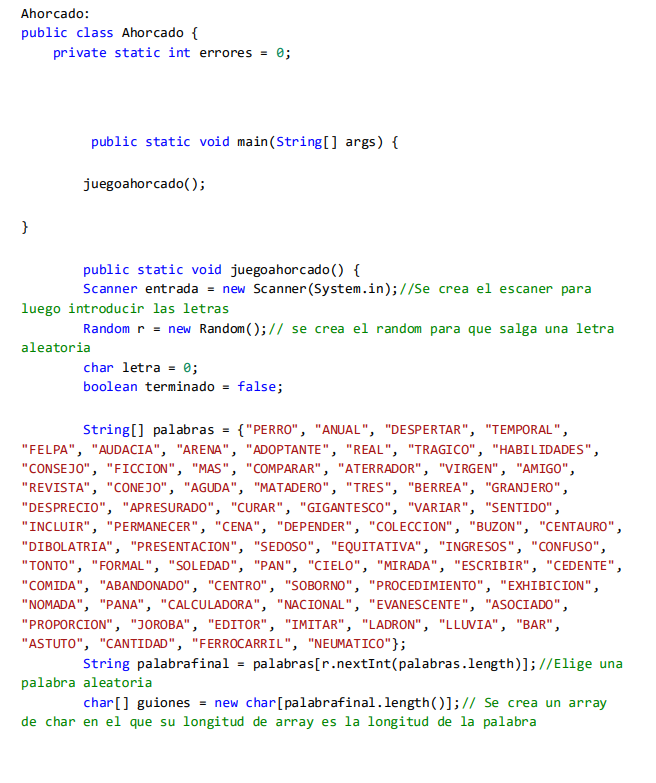 Ahorcado:
public class Ahorcado {
private static int errores = 0;
public static void main(String[] args) {
juegoahorcado();
}
public static void juegoahorcado() {
Scanner entrada = new Scanner(System.in);//Se crea el escaner para
luego introducir las letras
Random r = new Random();// se crea el random para que salga una letra
aleatoria
char letra = 0;
boolean terminado = false;
String[] palabras = {"PERRO", "ANUAL", "DESPERTAR", "TEMPORAL",
"FELPA", "AUDACIA", "ARENA", "ADOPTANTE", "REAL", "TRAGICO", "HABILIDADES",
"CONSEJO", "FICCION", "MAS", "COMPARAR", "ATERRADOR", "VIRGEN", "AMIGO",
"REVISTA", "CONEJO", "AGUDA", "MATADERO", "TRES", "BERREA", "GRANJERO",
"DESPRECIO", "APRESURADO", "CURAR", "GIGANTESCO", "VARIAR", "SENTIDO",
"INCLUIR", "PERMANECER", "CENA", "DEPENDER", "COLECCION", "BUZON", "CENTAURO",
"DIBOLATRIA", "PRESENTACION", "SEDOSO", "EQUITATIVA", "INGRESOS", "CONFUSO",
"TONTO", "FORMAL", "SOLEDAD", "PAN", "CIELO", "MIRADA", "ESCRIBIR", "CEDENTE",
"COMIDA", "ABANDONADO", "CENTRO", "SOBORNO", "PROCEDIMIENTO", "EXHIBICION",
"NOMADA", "PANA", "CALCULADORA", "NACIONAL", "EVANESCENTE", "ASOCIADO",
"PROPORCION", "JOROBA", "EDITOR", "IMITAR", "LADRON", "LLUVIA", "BAR",
"ASTUTO", "CANTIDAD", "FERROCARRIL", "NEUMATICO"};
String palabrafinal = palabras[r.nextInt(palabras.length)];//Elige una
palabra aleatoria
char[] guiones = new char[palabrafinal.length()];// Se crea un array
de char en el que su longitud de array es la longitud de la palabra